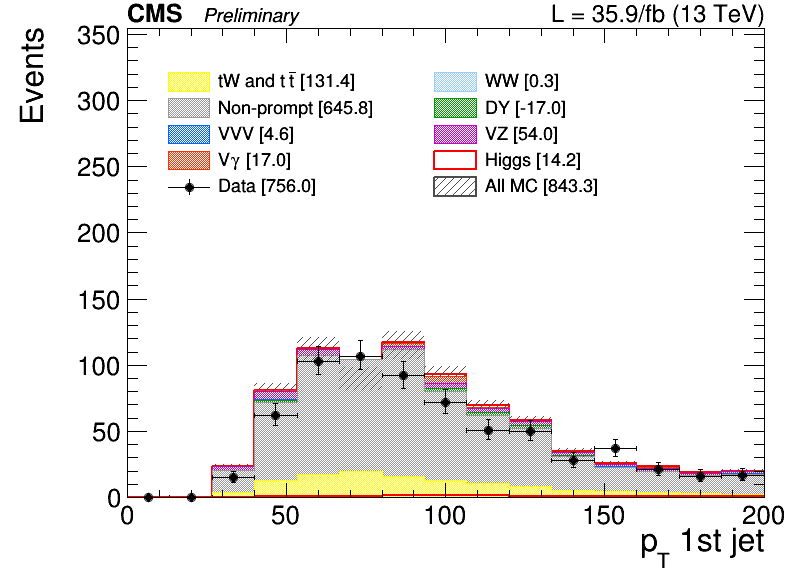 CMS Preliminary L = 35.9/fb (13 TeV)
Events
350
300
250
200
150
100
50
0
tW and tt̄ [131.4]
WW [0.3]
Non-prompt [645.8]
DY [-17.0]
VVV [4.6]
VZ [54.0]
Vγ [17.0]
Higgs [14.2]
Data [756.0]
All MC [843.3]
0 50 100 150 200
p_T 1st jet